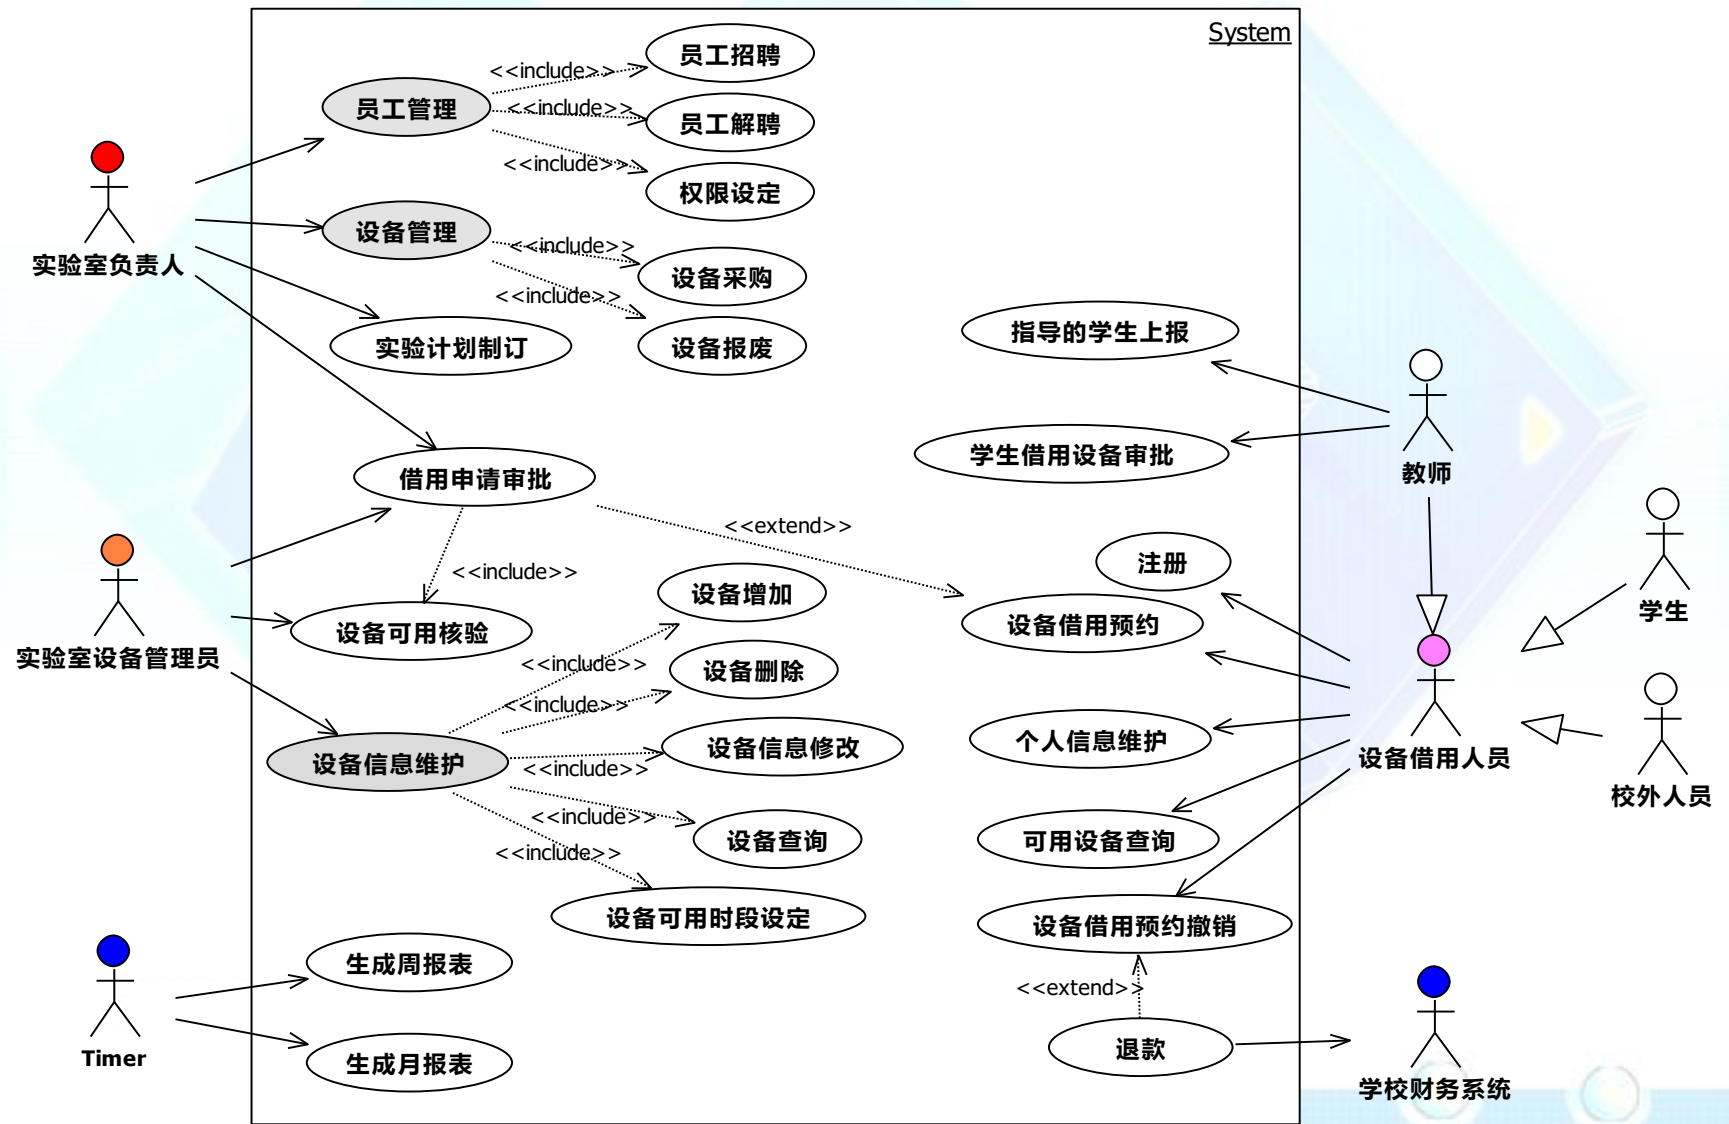 System
员工招聘
<<include>>
员工管理
<<include>>
员工解聘
<<include>>
权限设定
设备管理
<<include>>
实验室负责人
设备采购
<<include>>
实验计划制订
设备报废
指导的学生上报
学生借用设备审批
教师
借用申请审批
<<extend>>
注册
<<include>>
设备增加
学生
设备可用核验
设备借用预约
实验室设备管理员
<<include>>
设备删除
<<include>>
个人信息维护
设备信息修改
设备借用人员
设备信息维护
<<include>>
校外人员
<<include>>
设备查询
可用设备查询
<<include>>
设备可用时段设定
设备借用预约撤销
生成周报表
<<extend>>
Timer
生成月报表
退款
学校财务系统